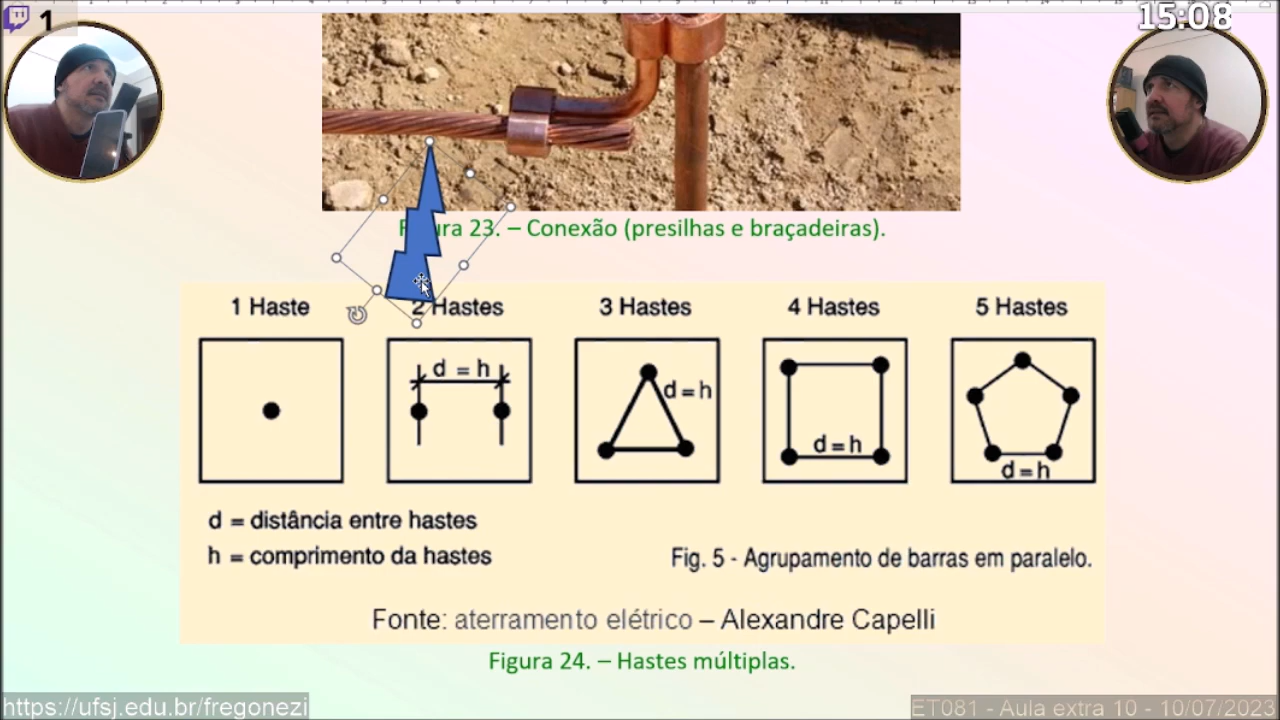 1
15:08
Figura 23. – Conexão (presilhas e braçadeiras).
1 Haste
2 Hastes
3 Hastes
4 Hastes
5 Hastes
d = h
d = h
d = h
d = h
d = distância entre hastes
h = comprimento da hastes
Fig. 5 - Agrupamento de barras em paralelo.
Fonte: aterramento elétrico – Alexandre Capelli
Figura 24. – Hastes múltiplas.
https://ufsj.edu.br/fregonezi
ET081 - Aula extra 10 - 10/07/2023